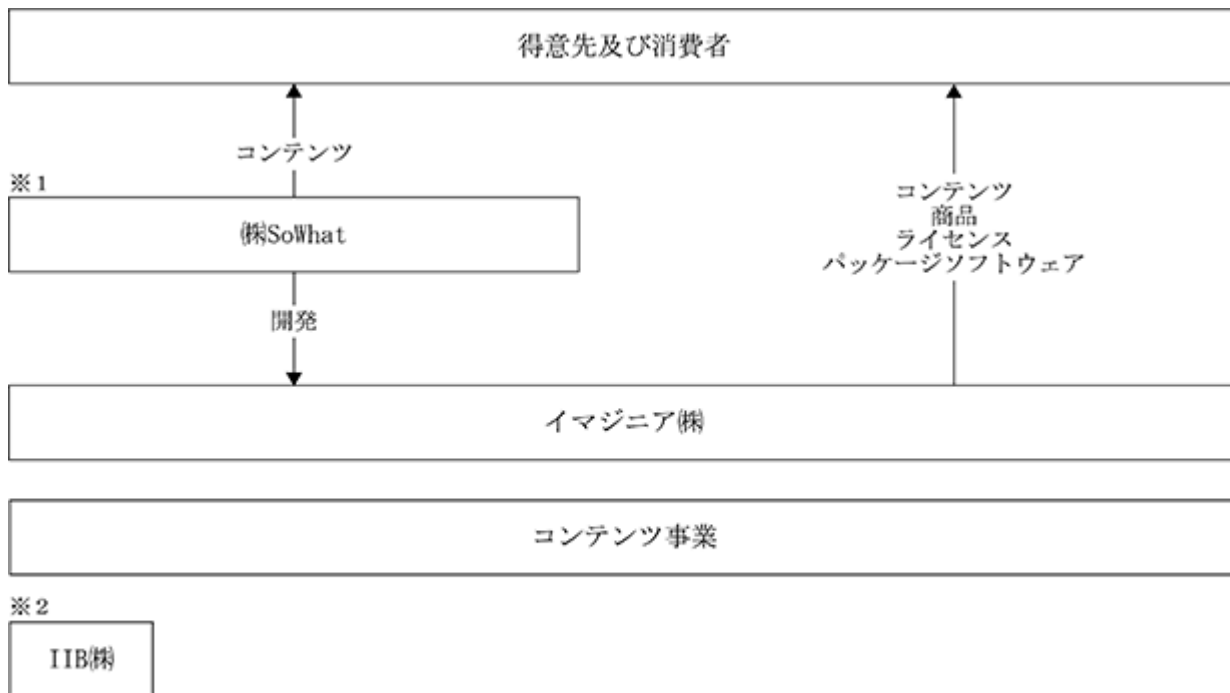 得意先及び消費者
コンテンツ
※1
㈱SoWhat
コンテンツ
商品
ライセンス
パッケージソフトウェア
開発
イマジニア㈱
コンテンツ事業
※2
IIB㈱